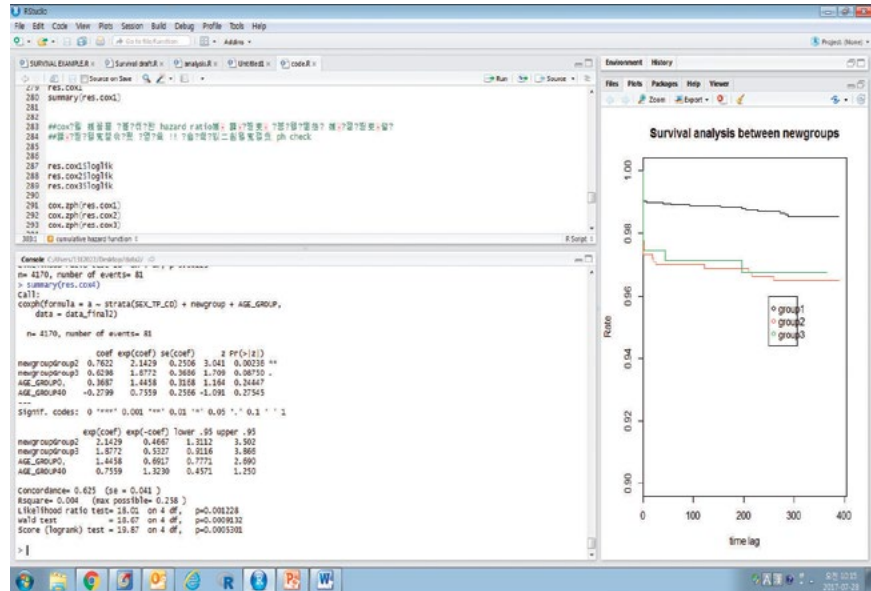 RStudio
File Edit Code View Plots Session Build Debug Profile Tools Help
Go to file/function
Addins
Project: (None)
SURVIVAL EXAMPLE.R
Survival draft.R
analysis.R
Untitled1
code.R
Source on Save
Run
Source
279 res.cox1
280 summary(res.cox1)
281
282
283 hazard ratio
284 !! ph check
285
286
287 res.cox1$loglik
288 res.cox2$loglik
289 res.cox3$loglik
290
291 cox.zph(res.cox1)
292 cox.zph(res.cox2)
293 cox.zph(res.cox3)
cumulative hazard function
R Script
Console
n= 4170, number of events= 81
> summary(res.cox4)
Call:
coxph(formula = a ~ strata(SEX_TP_CD) + newgroup + AGE_GROUP,
data = data_final2)
n= 4170, number of events= 81
coef exp(coef) se(coef) z Pr(>|z|)
newgroupGroup2 0.7622 2.1429 0.2506 3.041 0.00236 **
newgroupGroup3 0.6298 1.8772 0.3686 1.709 0.08750 .
AGE_GROUPO, 0.3687 1.4458 0.3168 1.164 0.24447
AGE_GROUP40 -0.2799 0.7559 0.2566 -1.091 0.27545
---
Signif. codes: 0 '***' 0.001 '**' 0.01 '*' 0.05 '.' 0.1 ' ' 1
exp(coef) exp(-coef) lower .95 upper .95
newgroupGroup2 2.1429 0.4667 1.3112 3.502
newgroupGroup3 1.8772 0.5327 0.9116 3.866
AGE_GROUPO, 1.4458 0.6917 0.7771 2.690
AGE_GROUP40 0.7559 1.3230 0.4571 1.250
Concordance= 0.625 (se = 0.041 )
Rsquare= 0.004 (max possible= 0.258 )
Likelihood ratio test= 18.01 on 4 df, p=0.001228
Wald test = 18.67 on 4 df, p=0.0009132
Score (logrank) test = 19.87 on 4 df, p=0.0005301
>
Environment History
Files Plots Packages Help Viewer
Zoom Export
Survival analysis between newgroups
1.00
0.98
0.96
0.94
0.92
0.90
Rate
group1
group2
group3
0 100 200 300 400
time lag
오전 10:15